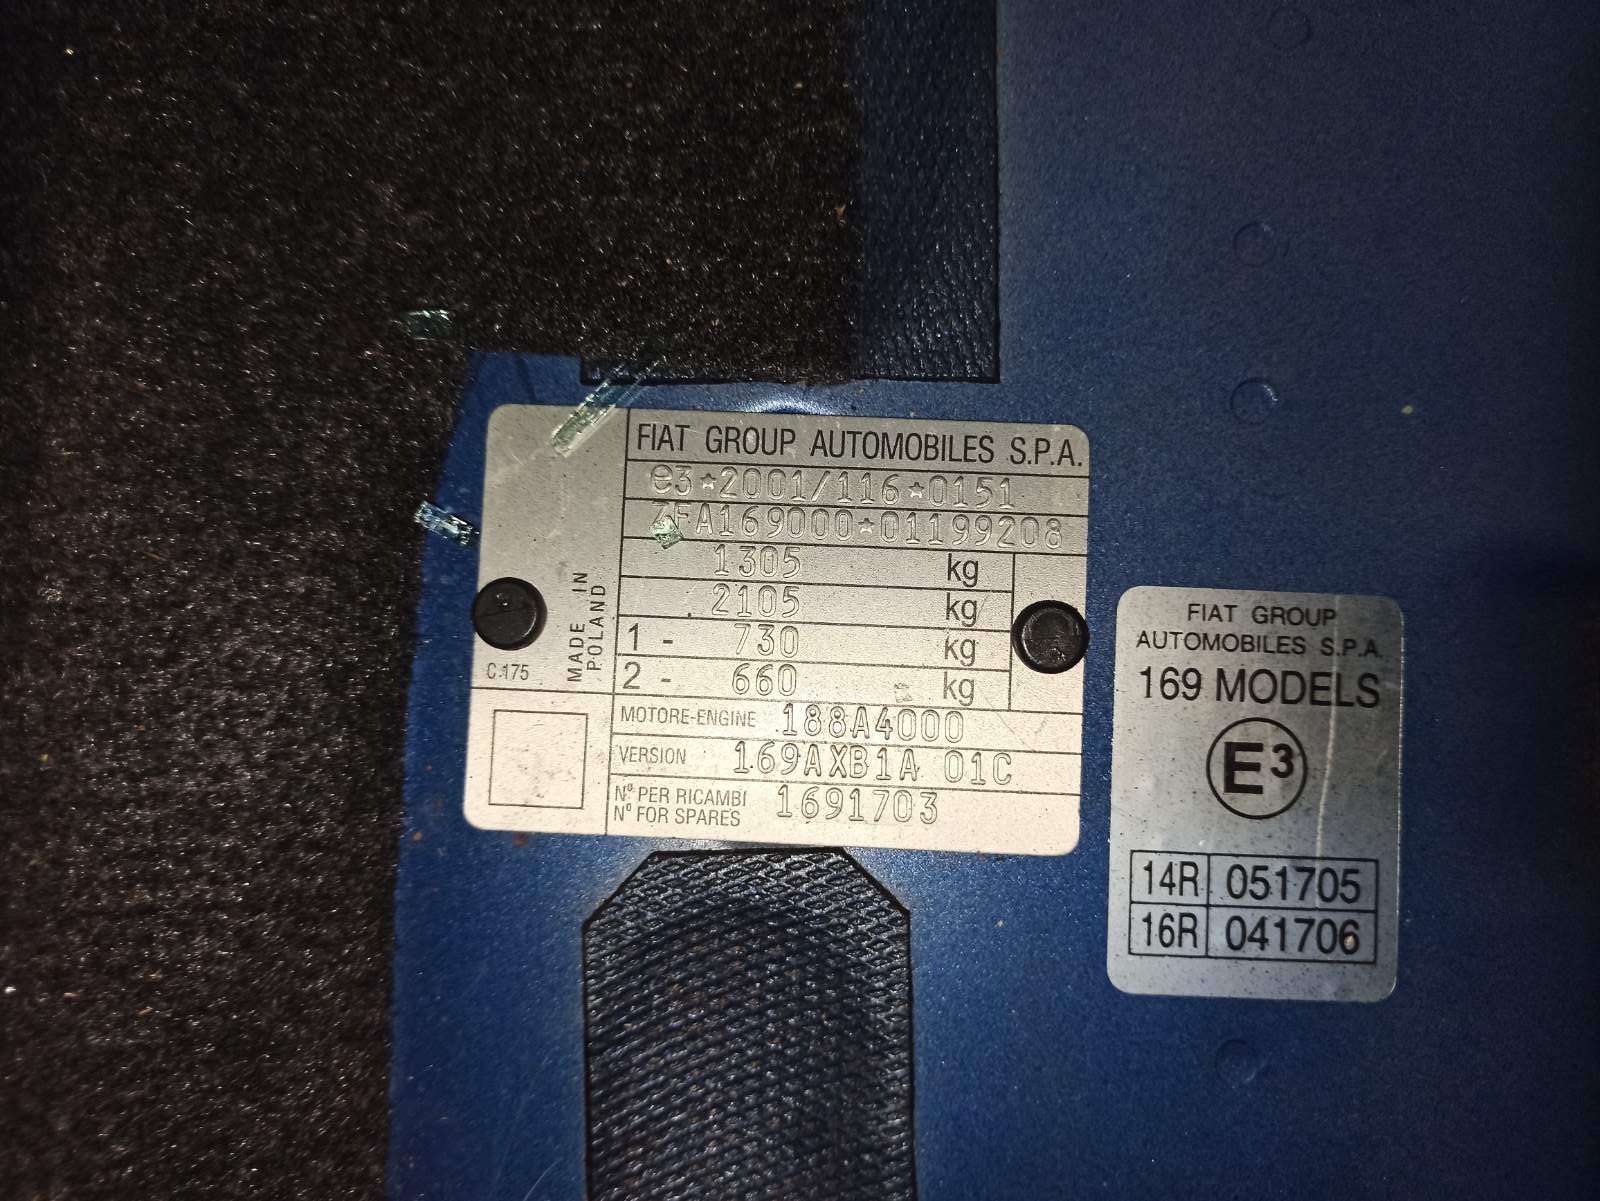 FIAT GROUP AUTOMOBILES S.P.A.
e3*2001/116*0151
ZFA169000*01199208
1305 kg
2105 kg
1 - 730 kg
2 - 660 kg
MADE IN
POLAND
C.175
MOTORE-ENGINE 188A4000
VERSION 169AXB1A 01C
N° PER RICAMBI
N° FOR SPARES 1691703
FIAT GROUP
AUTOMOBILES S.P.A.
169 MODELS
E3
14R 051705
16R 041706